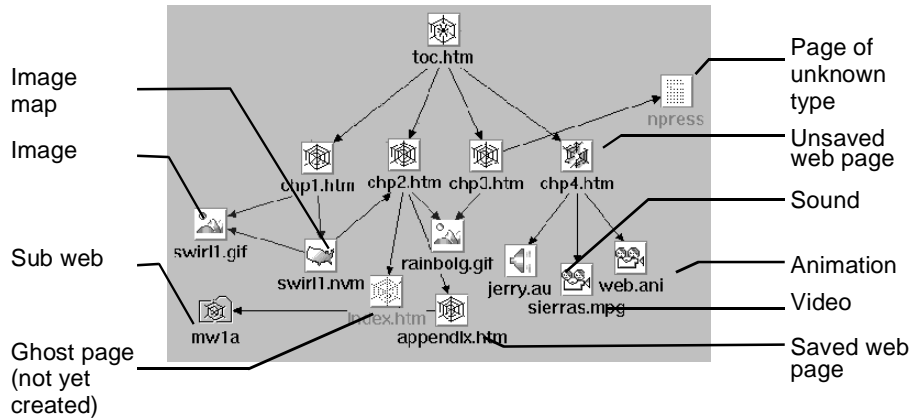 toc.htm
Page of
unknown
type
Image
map
npress
Unsaved
web page
Image
chp1.htm
chp2.htm
chp3.htm
chp4.htm
Sound
swirl1.gif
swirl1.nvm
rainbolg.gif
jerry.au
web.ani
Animation
Sub web
sierras.mpg
Video
index.htm
mw1a
appendix.htm
Saved web
page
Ghost page
(not yet
created)